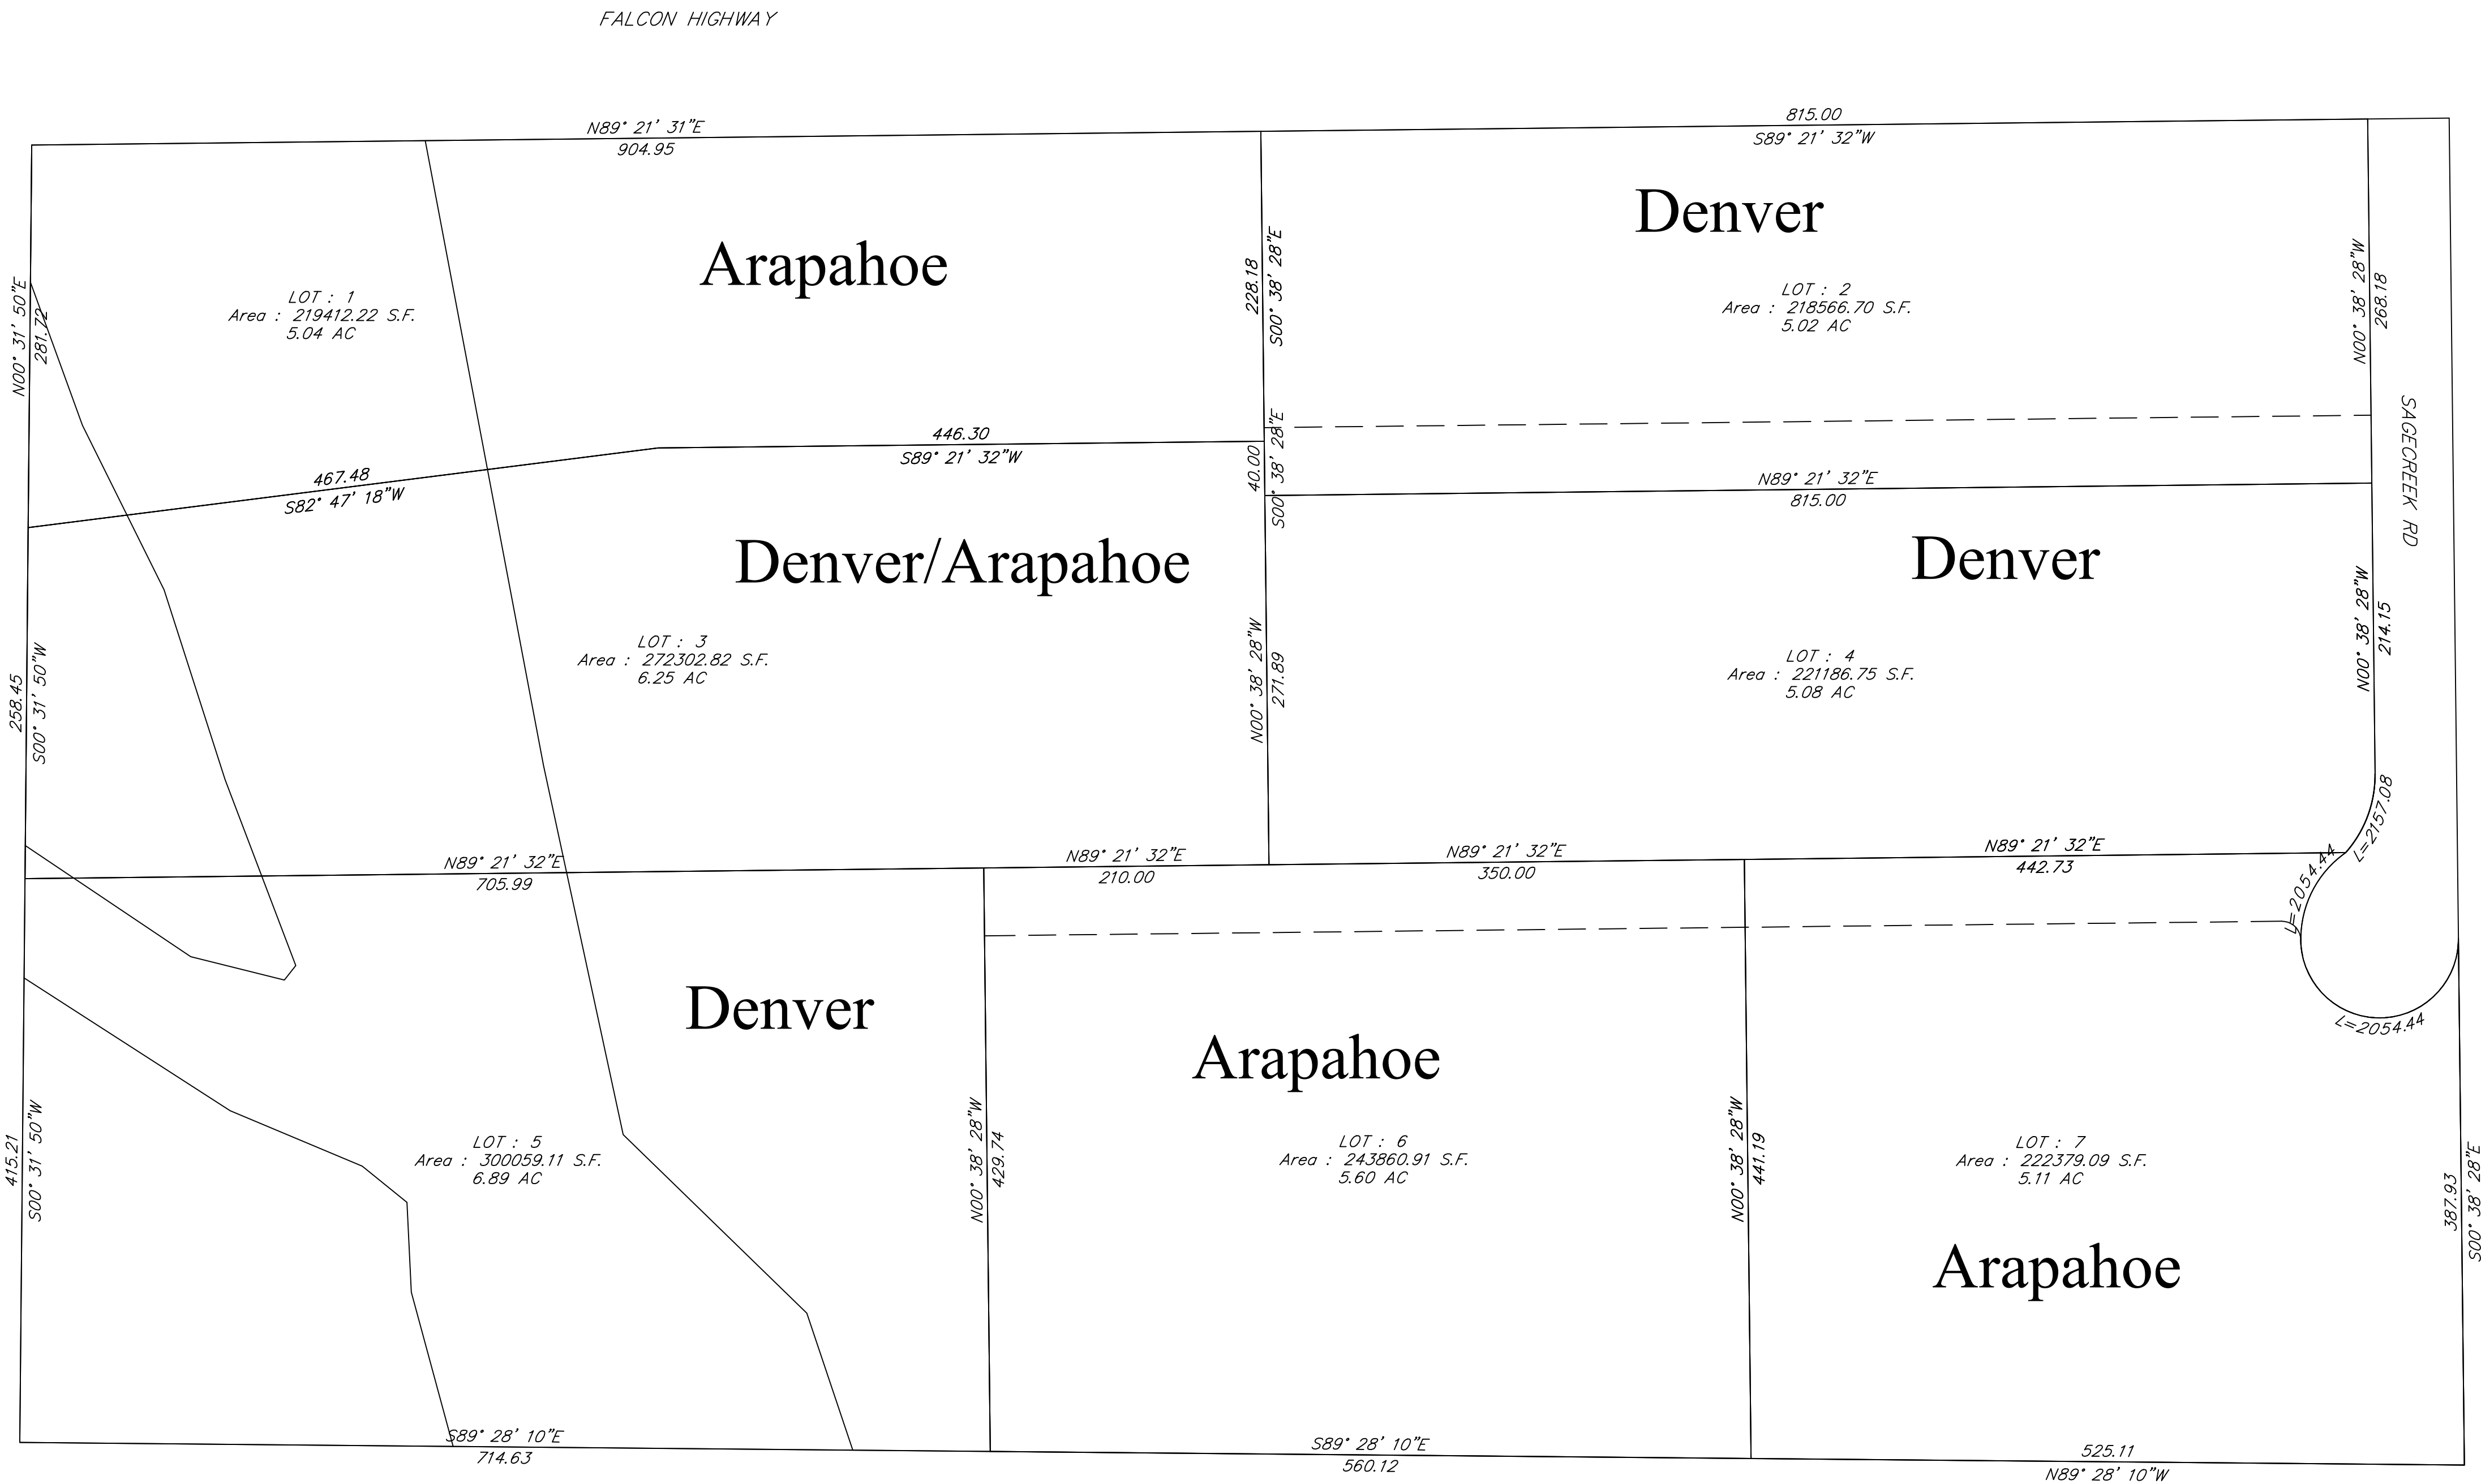 FALCON HIGHWAY
815.00
S89° 21' 32"W
N89° 21' 31"E
904.95
Denver
Arapahoe
LOT : 1
Area : 219412.22 S.F.
5.04 AC
LOT : 2
Area : 218566.70 S.F.
5.02 AC
N00° 31' 50"E
281.72
228.18
S00° 38' 28"E
N00° 38' 28"W
268.18
SAGECREEK RD
446.30
S89° 21' 32"W
467.48
S82° 47' 18"W
40.00
S00° 38' 28"E
N89° 21' 32"E
815.00
Denver/Arapahoe
Denver
LOT : 3
Area : 272302.82 S.F.
6.25 AC
LOT : 4
Area : 221186.75 S.F.
5.08 AC
258.45
S00° 31' 50"W
N00° 38' 28"W
271.89
N00° 38' 28"W
214.15
L=2157.08
L=2054.44
N89° 21' 32"E
705.99
N89° 21' 32"E
210.00
N89° 21' 32"E
350.00
N89° 21' 32"E
442.73
L=2054.44
Denver
Arapahoe
LOT : 5
Area : 300059.11 S.F.
6.89 AC
LOT : 6
Area : 243860.91 S.F.
5.60 AC
LOT : 7
Area : 222379.09 S.F.
5.11 AC
Arapahoe
415.21
S00° 31' 50"W
N00° 38' 28"W
429.74
N00° 38' 28"W
441.19
387.93
S00° 38' 28"E
S89° 28' 10"E
714.63
S89° 28' 10"E
560.12
525.11
N89° 28' 10"W